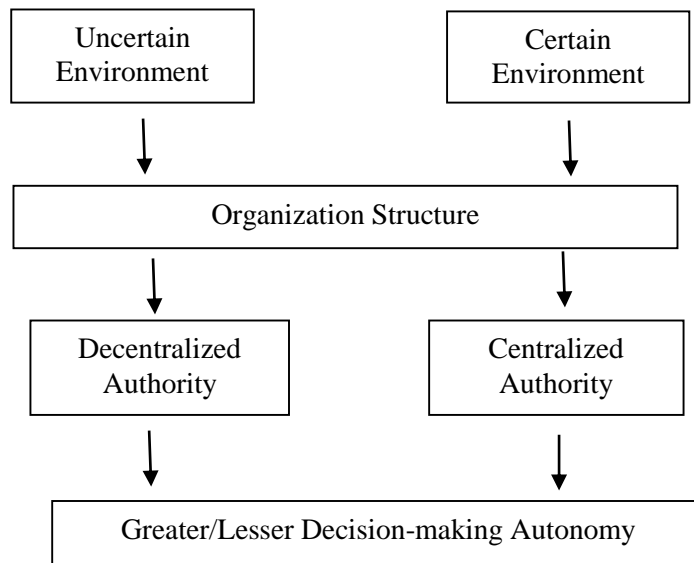 Uncertain
Environment
Certain
Environment
Organization Structure
Decentralized
Authority
Centralized
Authority
Greater/Lesser Decision-making Autonomy